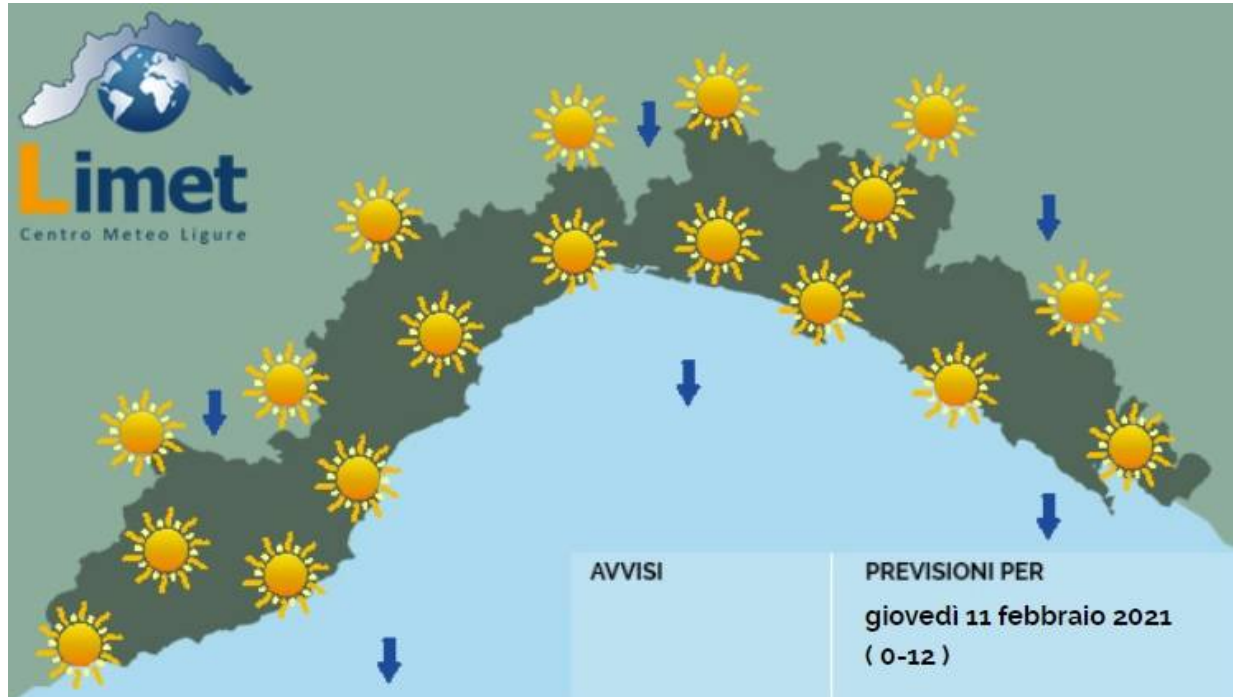 Limet
Centro Meteo Ligure
AVVISI
PREVISIONI PER
giovedì 11 febbraio 2021
( 0-12 )